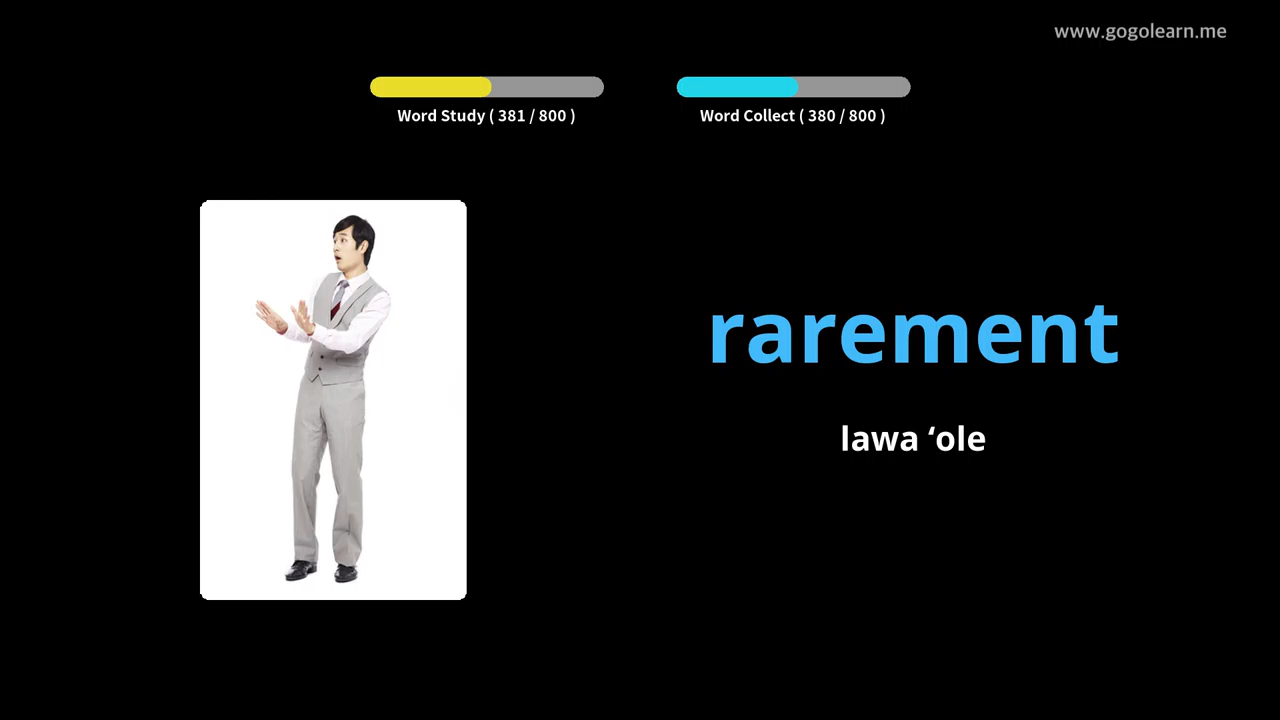 www.gogolearn.me
Word Study ( 381 / 800 )
Word Collect ( 380 / 800 )
rarement
lawa ‘ole